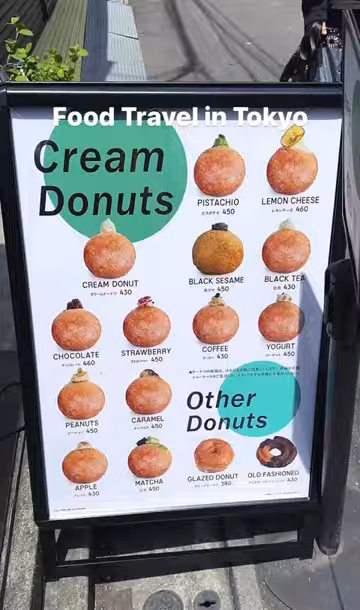 Food Travel in Tokyo
Cream
Donuts
PISTACHIO
ピスタチオ 450
LEMON CHEESE
レモンチーズ 460
CREAM DONUT
クリームドーナツ 430
BLACK SESAME
450
BLACK TEA
紅茶 430
CHOCOLATE
チョコレート 460
STRAWBERRY
ストロベリー 450
COFFEE
コーヒー 430
YOGURT
ヨーグルト 450
PEANUTS
ピーナッツ 450
CARAMEL
キャラメル 450
Other
Donuts
APPLE
アップル 430
MATCHA
抹茶 450
GLAZED DONUT
380
OLD FASHIONED
430